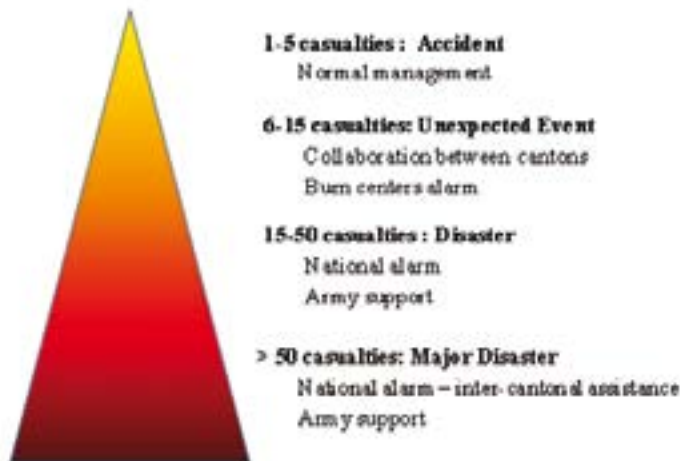 1-5 casualties : Accident
Normal management
6-15 casualties: Unexpected Event
Collaboration between cantons
Burn centers alarm
15-50 casualties : Disaster
National alarm
Army support
> 50 casualties: Major Disaster
National alarm – inter-cantonal assistance
Army support